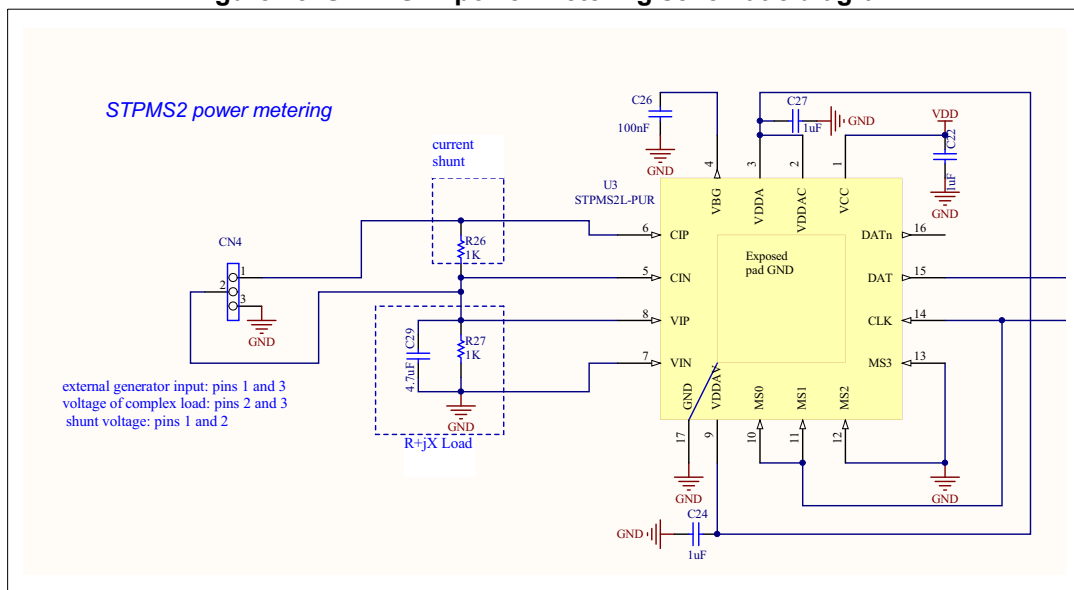 STPMS2 power metering
current
shunt
C26
100nF
GND
C27
1uF
GND
VDD
C22
1uF
GND
U3
STPMS2L-PUR
4
3
2
1
VBG
VDDA
VDDAC
VCC
CN4
1
2
3
GND
R26
1K
6
CIP
5
CIN
8
VIP
7
VIN
Exposed
pad GND
DATn
16
DAT
15
CLK
14
MS3
13
C29
4.7uF
R27
1K
GND
R+jX Load
external generator input: pins 1 and 3
voltage of complex load: pins 2 and 3
shunt voltage: pins 1 and 2
GND
VDDAV
MS0
MS1
MS2
17
9
10
11
12
GND
GND
GND
C24
1uF